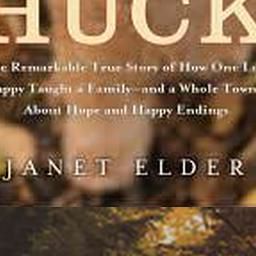 HUCK
e Remarkable True Story of How One L
appy Taught a Family—and a Whole Town
About Hope and Happy Endings
JANET ELDER